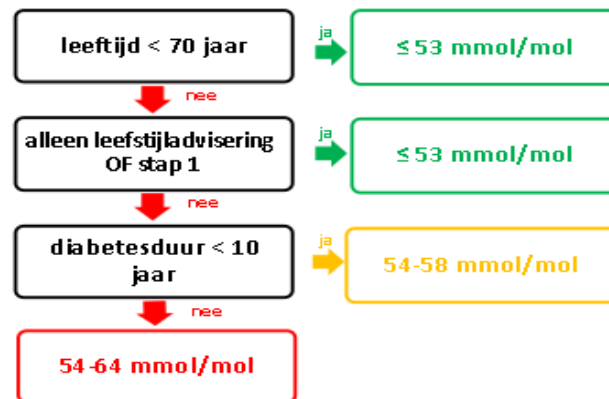 leeftijd < 70 jaar
ja
≤ 53 mmol/mol
nee
alleen leefstijladvisering
OF stap 1
ja
≤ 53 mmol/mol
nee
diabetesduur < 10
jaar
ja
54-58 mmol/mol
nee
54-64 mmol/mol